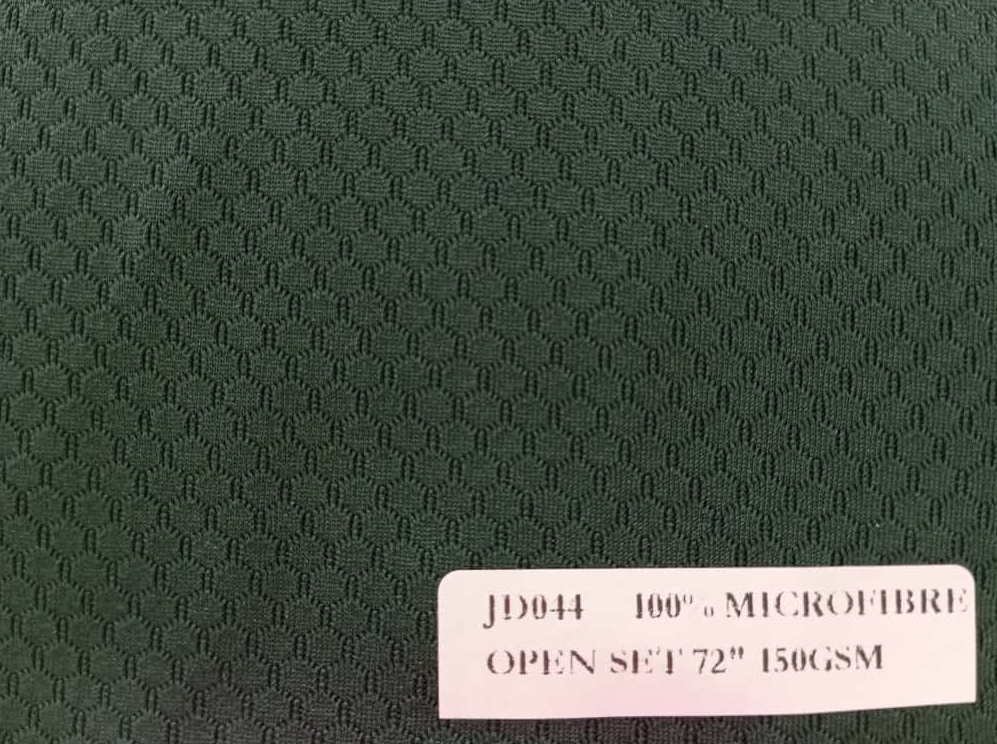 JD044 100% MICROFIBRE
OPEN SET 72" 150GSM